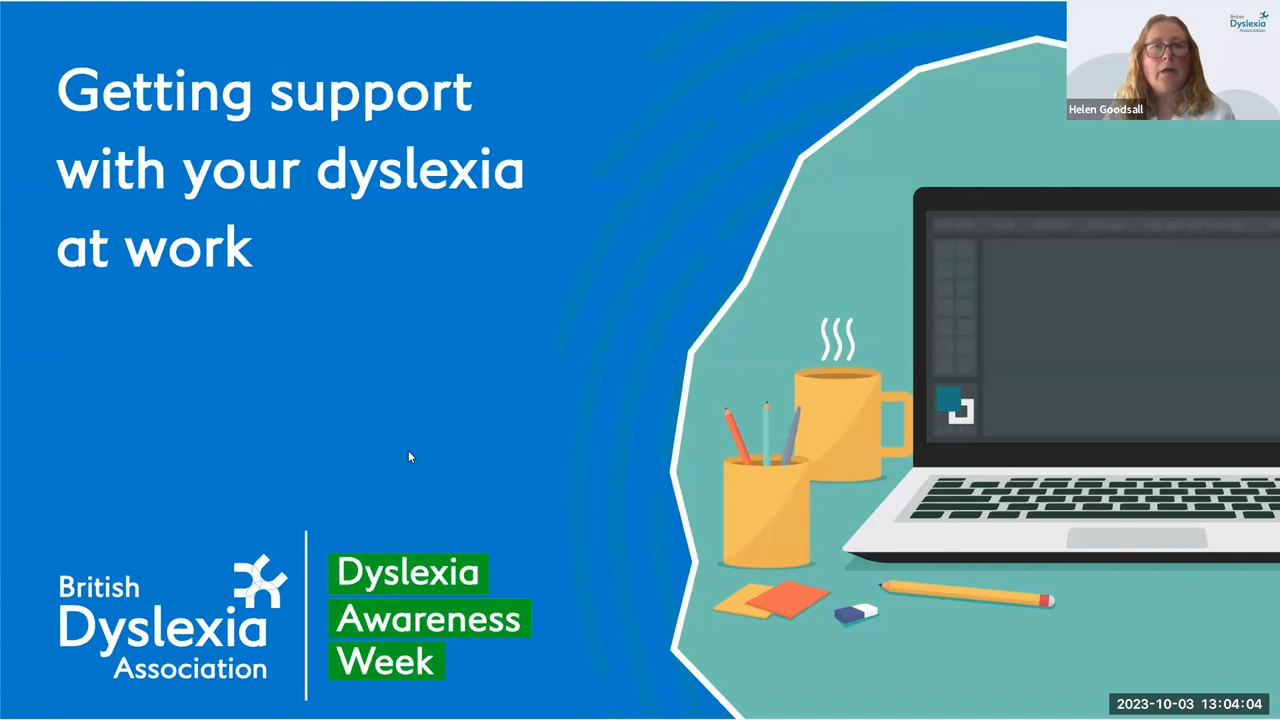 Getting support
with your dyslexia
at work
British
Dyslexia
Association
Dyslexia
Awareness
Week
British
Dyslexia
Association
Helen Goodsall
2023-10-03 13:04:04